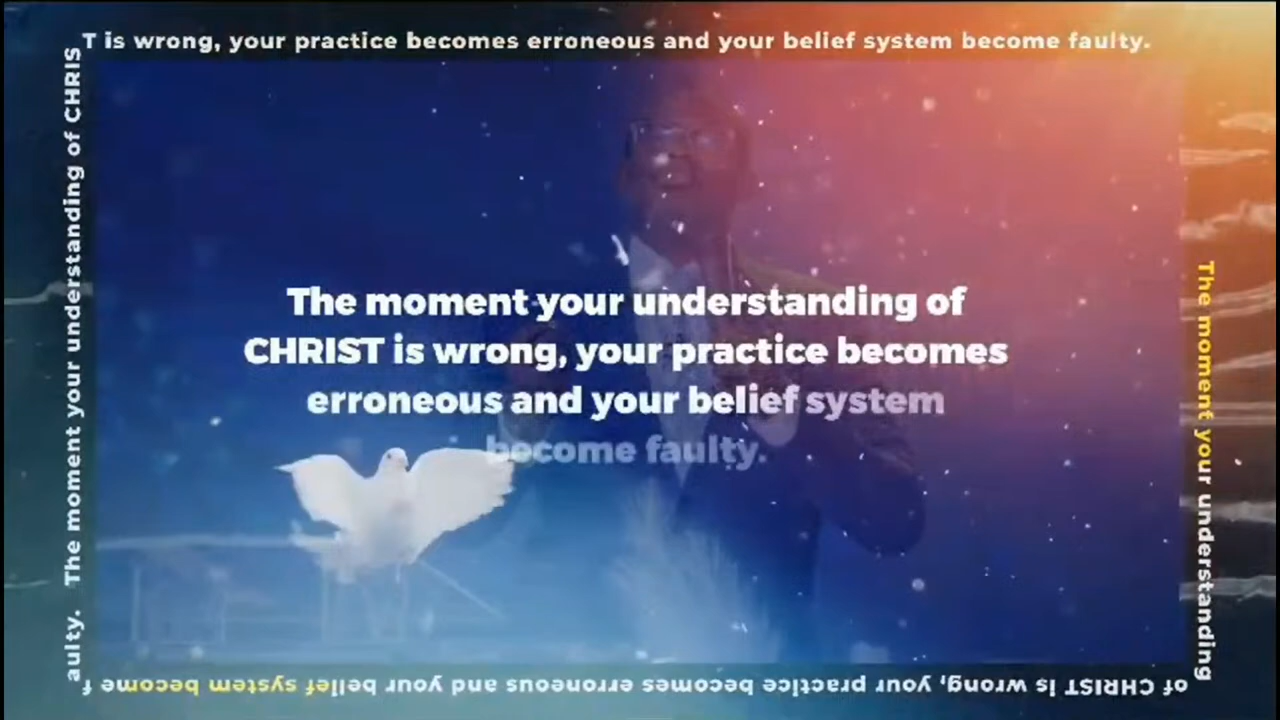 T is wrong, your practice becomes erroneous and your belief system become faulty.
The moment your understanding of
CHRIST is wrong, your practice becomes
erroneous and your belief system
become faulty.
The moment your understanding
of CHRIST is wrong, your practice becomes erroneous and your belief system become f
aulty. The moment your understanding of CHRIS